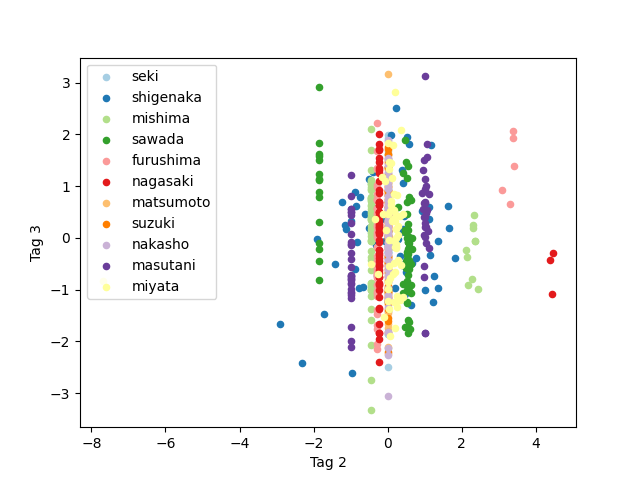 seki
shigenaka
mishima
sawada
furushima
nagasaki
matsumoto
suzuki
nakasho
masutani
miyata
3
2
1
0
−1
−2
−3
Tag 3
−8 −6 −4 −2 0 2 4
Tag 2